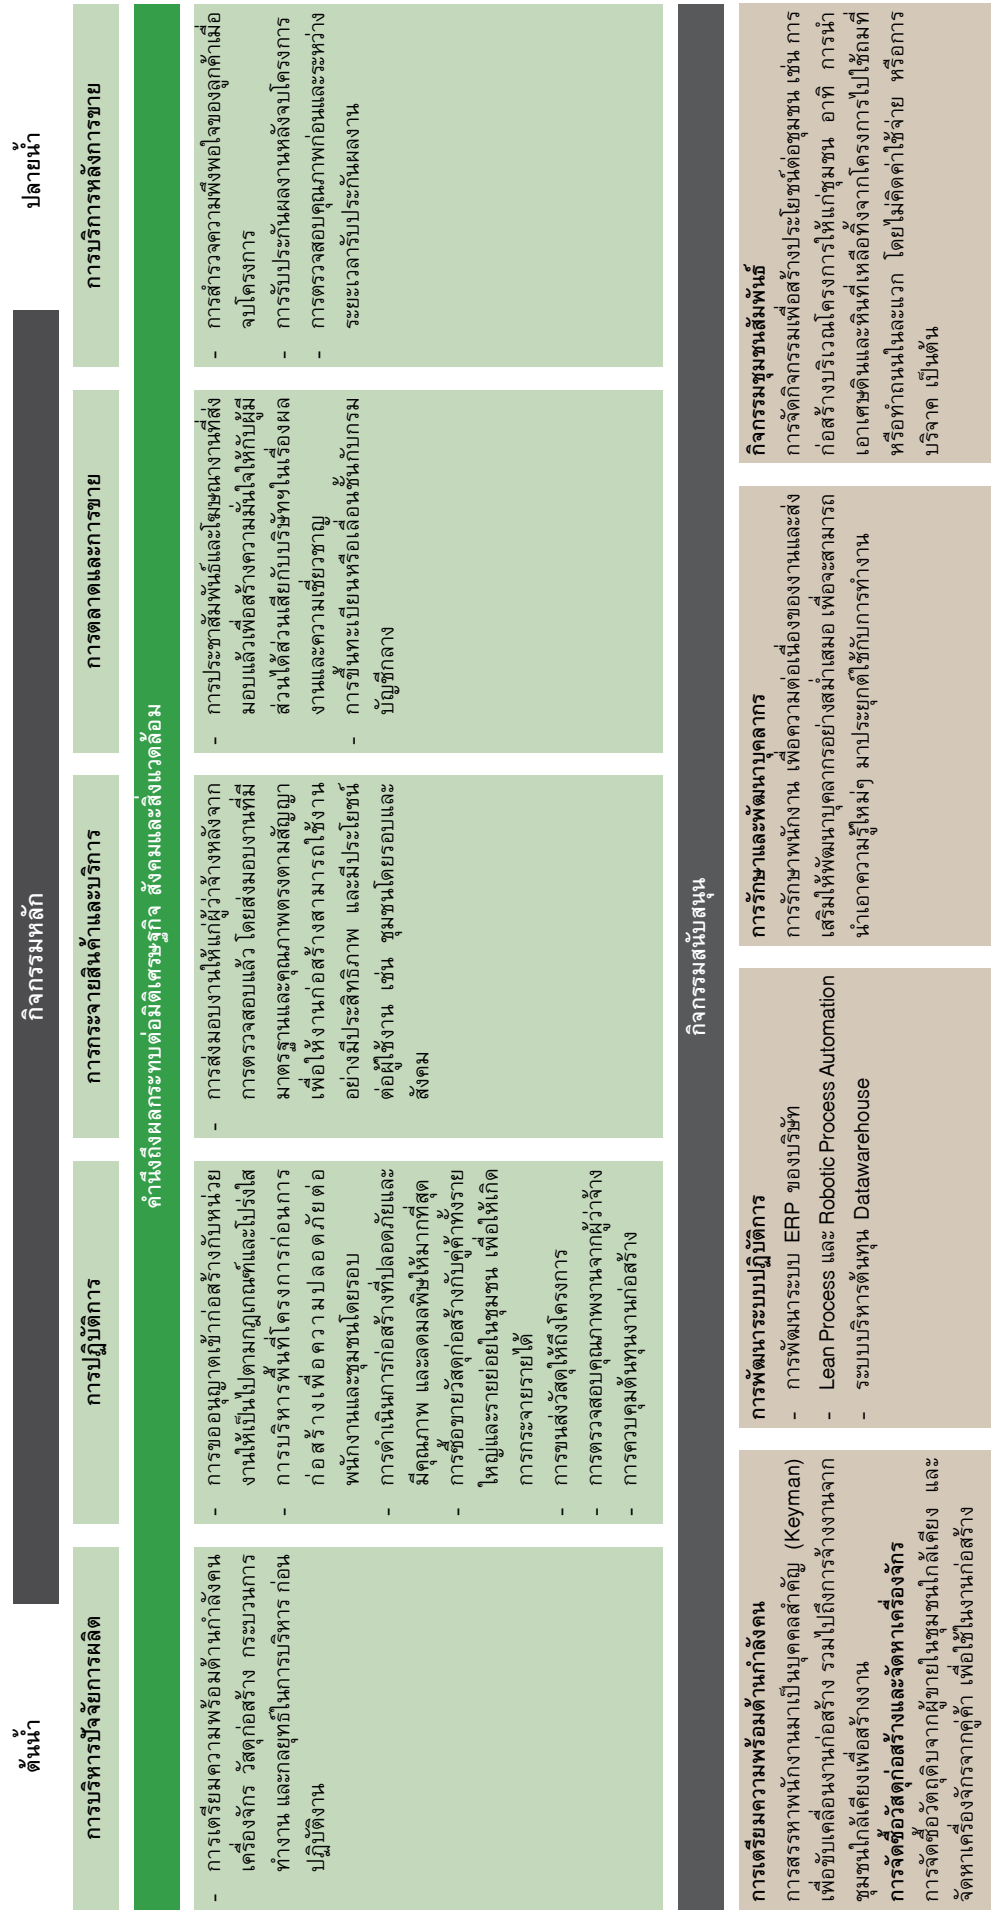 ต้นน้ำ
กิจกรรมหลัก
ปลายน้ำ
การบริหารปัจจัยการผลิต
การปฏิบัติการ
การกระจายสินค้าและบริการ
การตลาดและการขาย
การบริการหลังการขาย
คำนึงถึงผลกระทบต่อมิติเศรษฐกิจ สังคมและสิ่งแวดล้อม
- การเตรียมความพร้อมด้านกำลังคน
เครื่องจักร วัสดุก่อสร้าง กระบวนการ
ทำงาน และกลยุทธ์ในการบริหาร ก่อน
ปฏิบัติงาน
- การขออนุญาตเข้าก่อสร้างกับหน่วย
งานให้เป็นไปตามกฎเกณฑ์และโปร่งใส
- การบริหารพื้นที่โครงการก่อนการ
ก่อสร้างเพื่อความปลอดภัยต่อ
พนักงานและชุมชนโดยรอบ
- การดำเนินการก่อสร้างที่ปลอดภัยและ
มีคุณภาพ และลดมลพิษให้มากที่สุด
- การซื้อขายวัสดุก่อสร้างกับคู่ค้าทั้งราย
ใหญ่และรายย่อยในชุมชน เพื่อให้เกิด
การกระจายรายได้
- การขนส่งวัสดุให้ถึงโครงการ
- การตรวจสอบคุณภาพงานจากผู้ว่าจ้าง
- การควบคุมต้นทุนงานก่อสร้าง
- การส่งมอบงานให้แก่ผู้ว่าจ้างหลังจาก
การตรวจสอบแล้ว โดยส่งมอบงานที่มี
มาตรฐานและคุณภาพตรงตามสัญญา
เพื่อให้งานก่อสร้างสามารถใช้งาน
อย่างมีประสิทธิภาพ และมีประโยชน์
ต่อผู้ใช้งาน เช่น ชุมชนโดยรอบและ
สังคม
- การประชาสัมพันธ์และโฆษณางานที่ส่ง
มอบแล้วเพื่อสร้างความมั่นใจให้กับผู้มี
ส่วนได้ส่วนเสียกับบริษัทฯในเรื่องผล
งานและความเชี่ยวชาญ
- การขึ้นทะเบียนหรือเลื่อนชั้นกับกรม
บัญชีกลาง
- การสำรวจความพึงพอใจของลูกค้าเมื่อ
จบโครงการ
- การรับประกันผลงานหลังจบโครงการ
- การตรวจสอบคุณภาพก่อนและระหว่าง
ระยะเวลารับประกันผลงาน
กิจกรรมสนับสนุน
การเตรียมความพร้อมด้านกำลังคน
การสรรหาพนักงานมาเป็นบุคคลสำคัญ (Keyman)
เพื่อขับเคลื่อนงานก่อสร้าง รวมไปถึงการจ้างงานจาก
ชุมชนใกล้เคียงเพื่อสร้างงาน
การจัดซื้อวัสดุก่อสร้างและจัดหาเครื่องจักร
การจัดซื้อวัตถุดิบจากผู้ขายในชุมชนใกล้เคียง และ
จัดหาเครื่องจักรจากคู่ค้า เพื่อใช้ในงานก่อสร้าง
การพัฒนาระบบปฏิบัติการ
- การพัฒนาระบบ ERP ของบริษัท
- Lean Process และ Robotic Process Automation
- ระบบบริหารต้นทุน Datawarehouse
การรักษาและพัฒนาบุคลากร
การรักษาพนักงาน เพื่อความต่อเนื่องของงานและส่ง
เสริมให้พัฒนาบุคลากรอย่างสม่ำเสมอ เพื่อจะสามารถ
นำเอาความรู้ใหม่ๆ มาประยุกต์ใช้กับการทำงาน
กิจกรรมชุมชนสัมพันธ์
การจัดกิจกรรมเพื่อสร้างประโยชน์ต่อชุมชน เช่น การ
ก่อสร้างบริเวณโครงการให้แก่ชุมชน อาทิ การนำ
เอาเศษดินและหินที่เหลือทิ้งจากโครงการไปใช้ถมที่
หรือทำถนนในละแวก โดยไม่คิดค่าใช้จ่าย หรือการ
บริจาค เป็นต้น